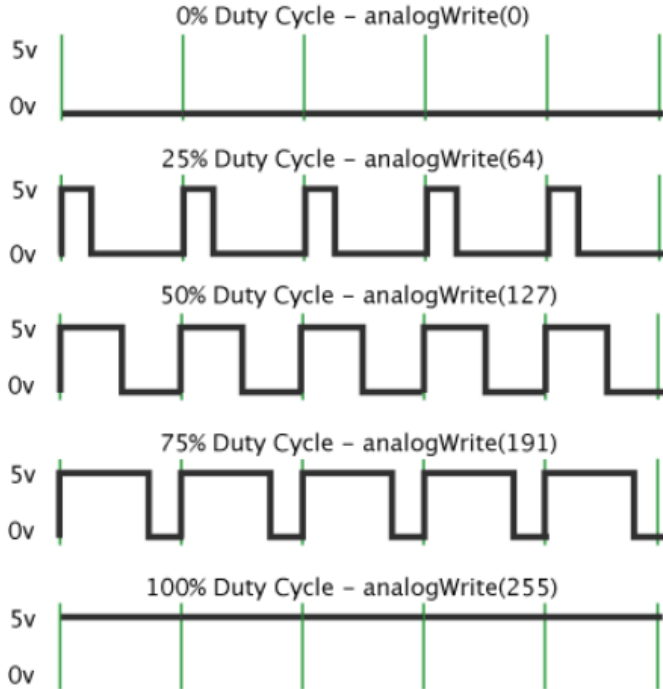 0% Duty Cycle – analogWrite(0)
5v
0v
25% Duty Cycle – analogWrite(64)
5v
0v
50% Duty Cycle – analogWrite(127)
5v
0v
75% Duty Cycle – analogWrite(191)
5v
0v
100% Duty Cycle – analogWrite(255)
5v
0v